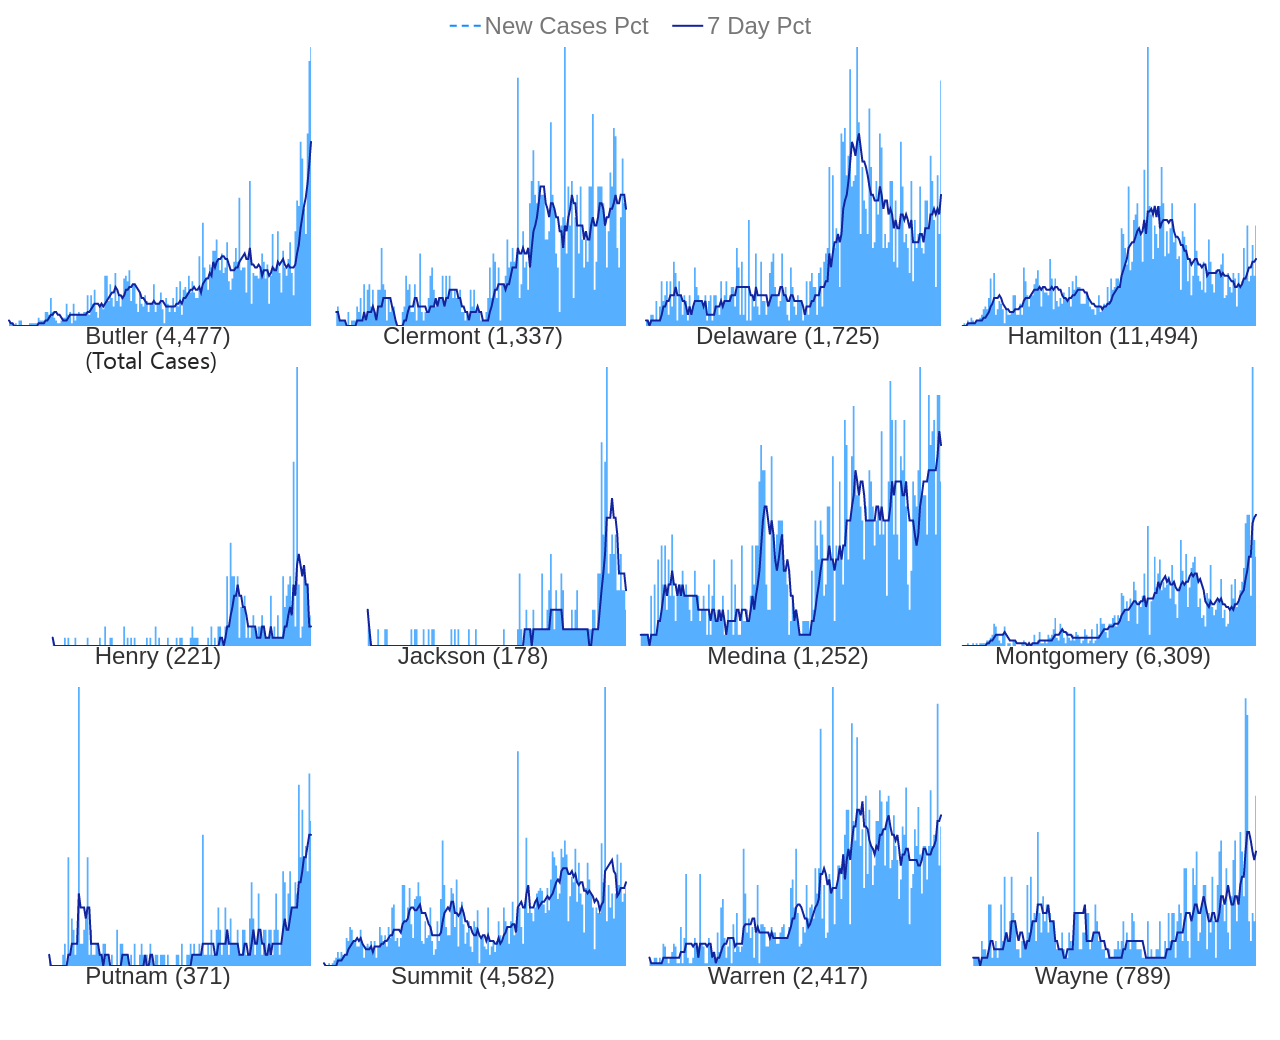 New Cases Pct 7 Day Pct
Butler (4,477) Clermont (1,337) Delaware (1,725) Hamilton (11,494)
(Total Cases)
Henry (221) Jackson (178) Medina (1,252) Montgomery (6,309)
Putnam (371) Summit (4,582) Warren (2,417) Wayne (789)